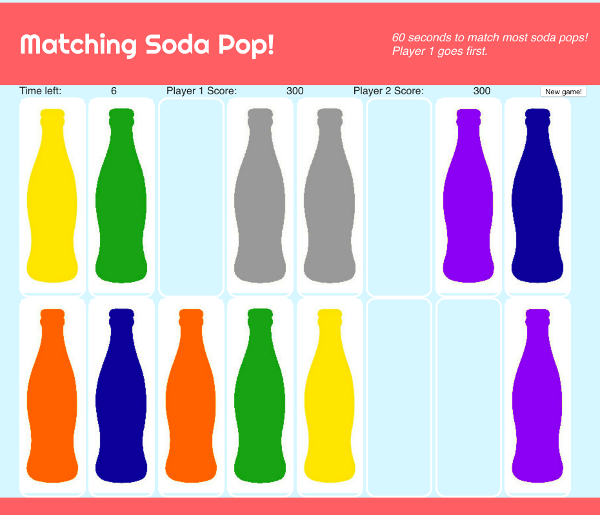 Matching Soda Pop!
60 seconds to match most soda pops!
Player 1 goes first.
Time left: 6 Player 1 Score: 300 Player 2 Score: 300 New game!